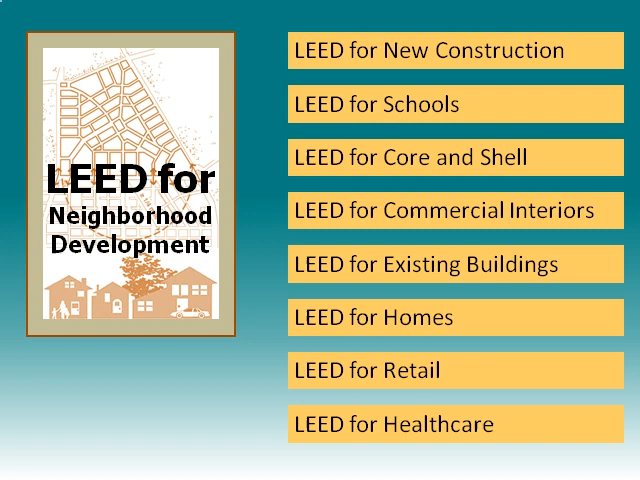 LEED for
Neighborhood
Development
LEED for New Construction
LEED for Schools
LEED for Core and Shell
LEED for Commercial Interiors
LEED for Existing Buildings
LEED for Homes
LEED for Retail
LEED for Healthcare